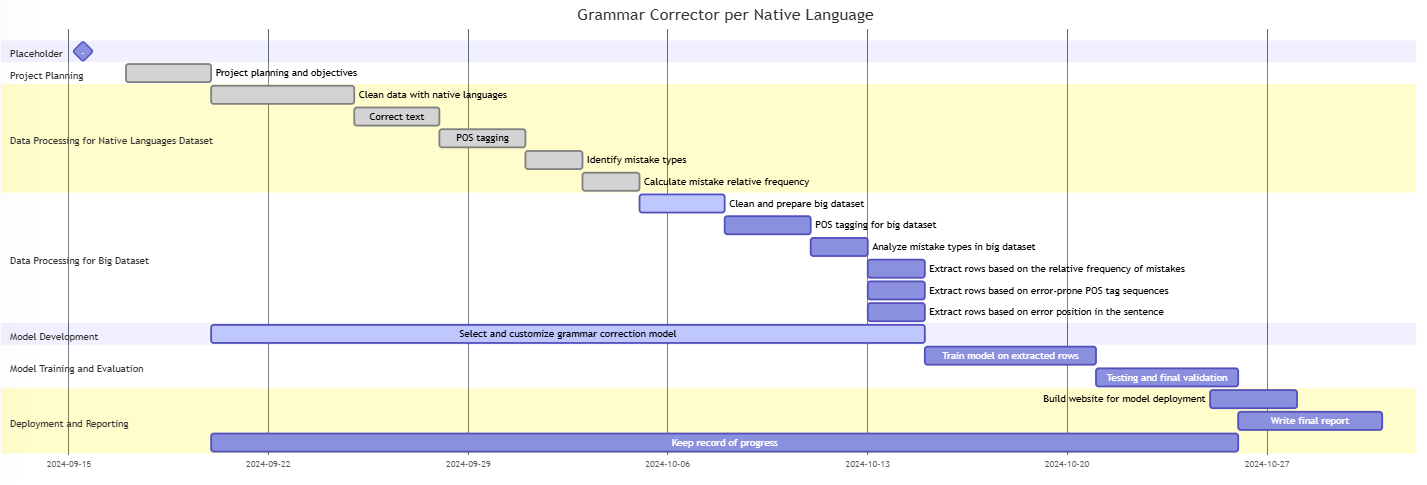 Grammar Corrector per Native Language
Placeholder
Project Planning
Project planning and objectives
Clean data with native languages
Correct text
Data Processing for Native Languages Dataset
POS tagging
Identify mistake types
Calculate mistake relative frequency
Clean and prepare big dataset
POS tagging for big dataset
Analyze mistake types in big dataset
Data Processing for Big Dataset
Extract rows based on the relative frequency of mistakes
Extract rows based on error-prone POS tag sequences
Extract rows based on error position in the sentence
Model Development
Select and customize grammar correction model
Train model on extracted rows
Model Training and Evaluation
Testing and final validation
Build website for model deployment
Deployment and Reporting
Write final report
Keep record of progress
2024-09-15
2024-09-22
2024-09-29
2024-10-06
2024-10-13
2024-10-20
2024-10-27